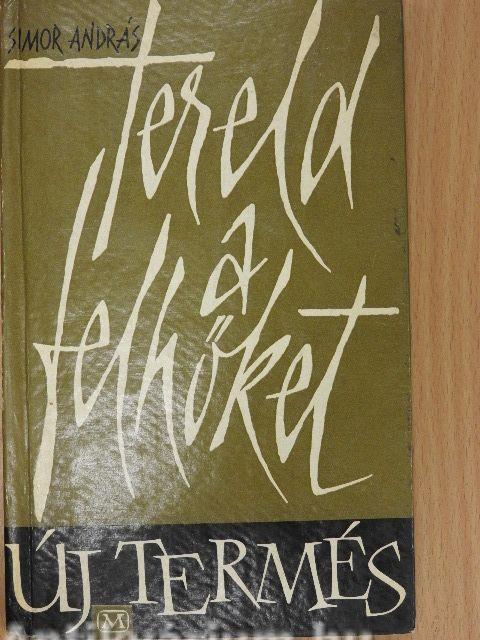 SIMOR ANDRÁS
Tereld
a
felhőket
ÚJ TERMÉS
M